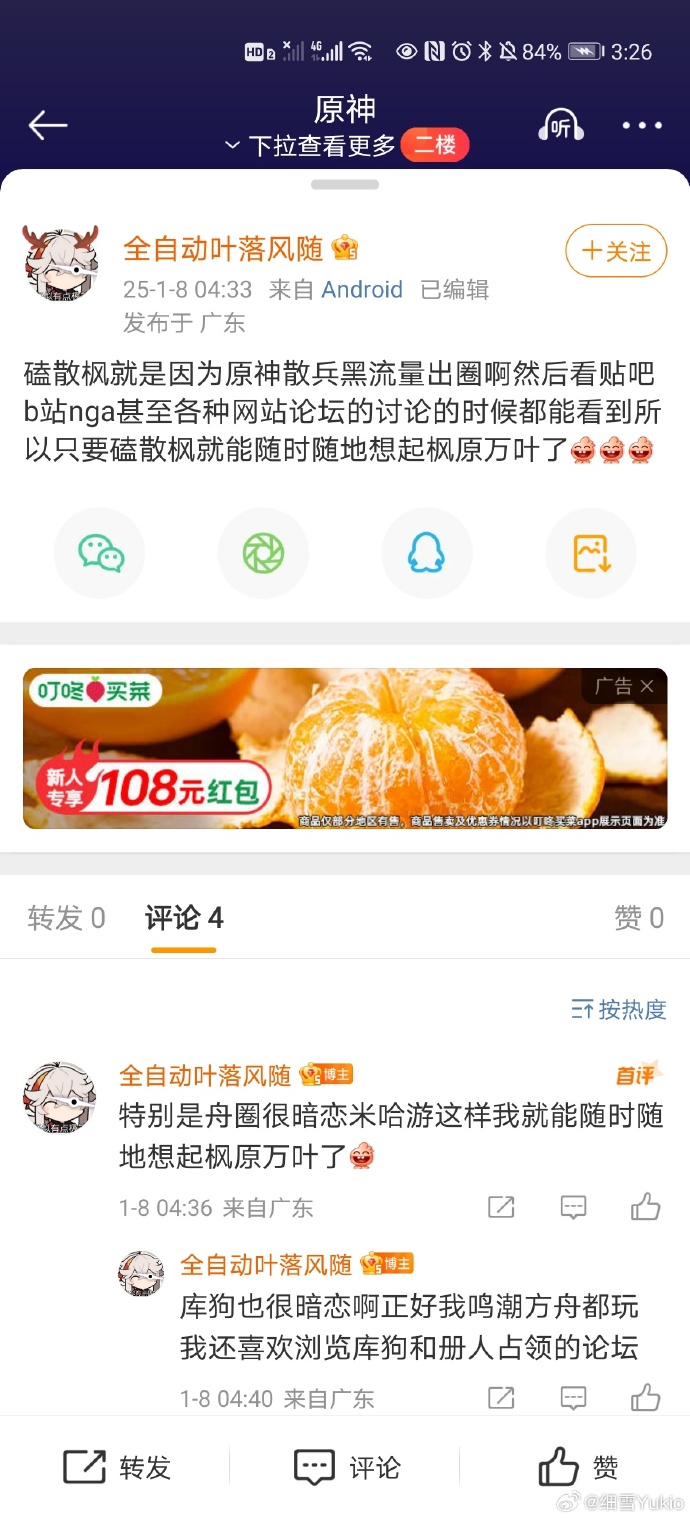 HD 2 4G 84% 3:26
原神
下拉查看更多 二楼
听
全自动叶落风随
+关注
25-1-8 04:33 来自 Android 已编辑
发布于 广东
磕散枫就是因为原神散兵黑流量出圈啊然后看贴吧
b站nga甚至各种网站论坛的讨论的时候都能看到所
以只要磕散枫就能随时随地想起枫原万叶了
叮咚买菜
广告 ×
新人
专享
108元红包
商品仅部分地区有售，商品售卖及优惠券情况以叮咚买菜app展示页面为准
转发 0 评论 4 赞 0
按热度
全自动叶落风随 博主 首评
特别是舟圈很暗恋米哈游这样我就能随时随
地想起枫原万叶了
1-8 04:36 来自广东
全自动叶落风随 博主
库狗也很暗恋啊正好我鸣潮方舟都玩
我还喜欢浏览库狗和册人占领的论坛
1-8 04:40 来自广东
转发 评论 赞
@细雪Yukio